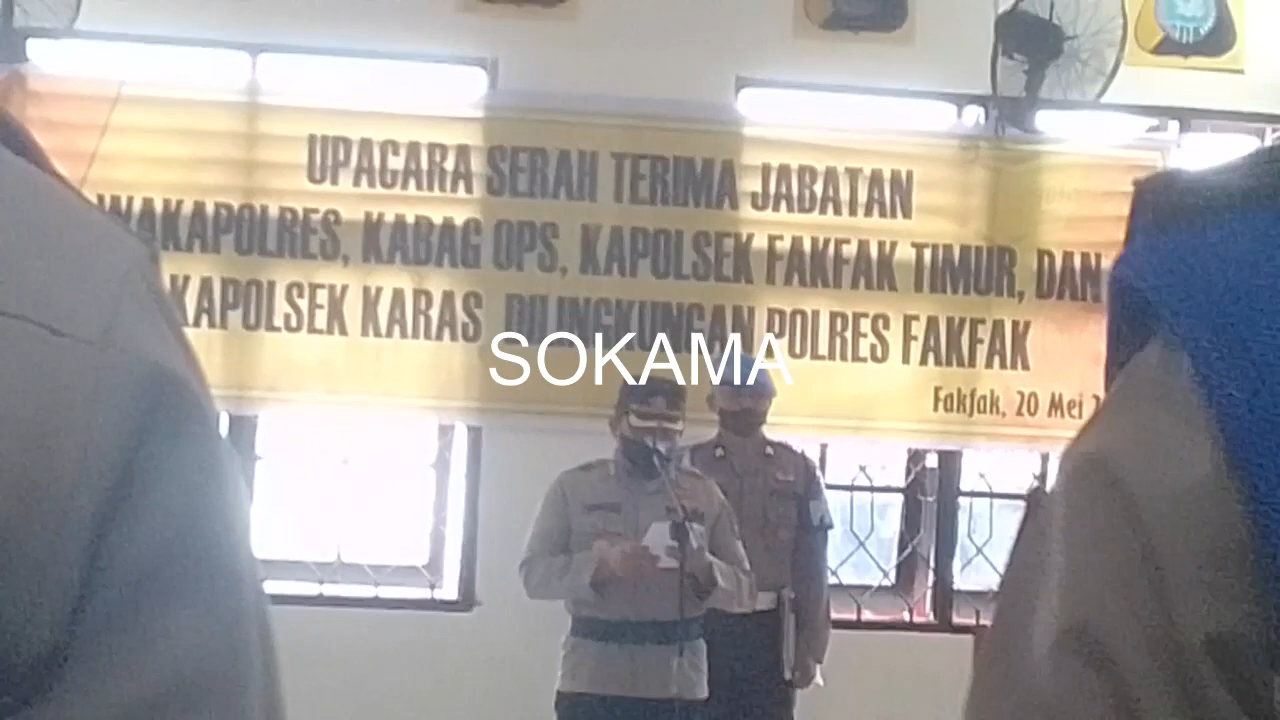 UPACARA SERAH TERIMA JABATAN
WAKAPOLRES, KABAG OPS, KAPOLSEK FAKFAK TIMUR, DAN
KAPOLSEK KARAS DILINGKUNGAN POLRES FAKFAK
Fakfak, 20 Mei
SOKAMA